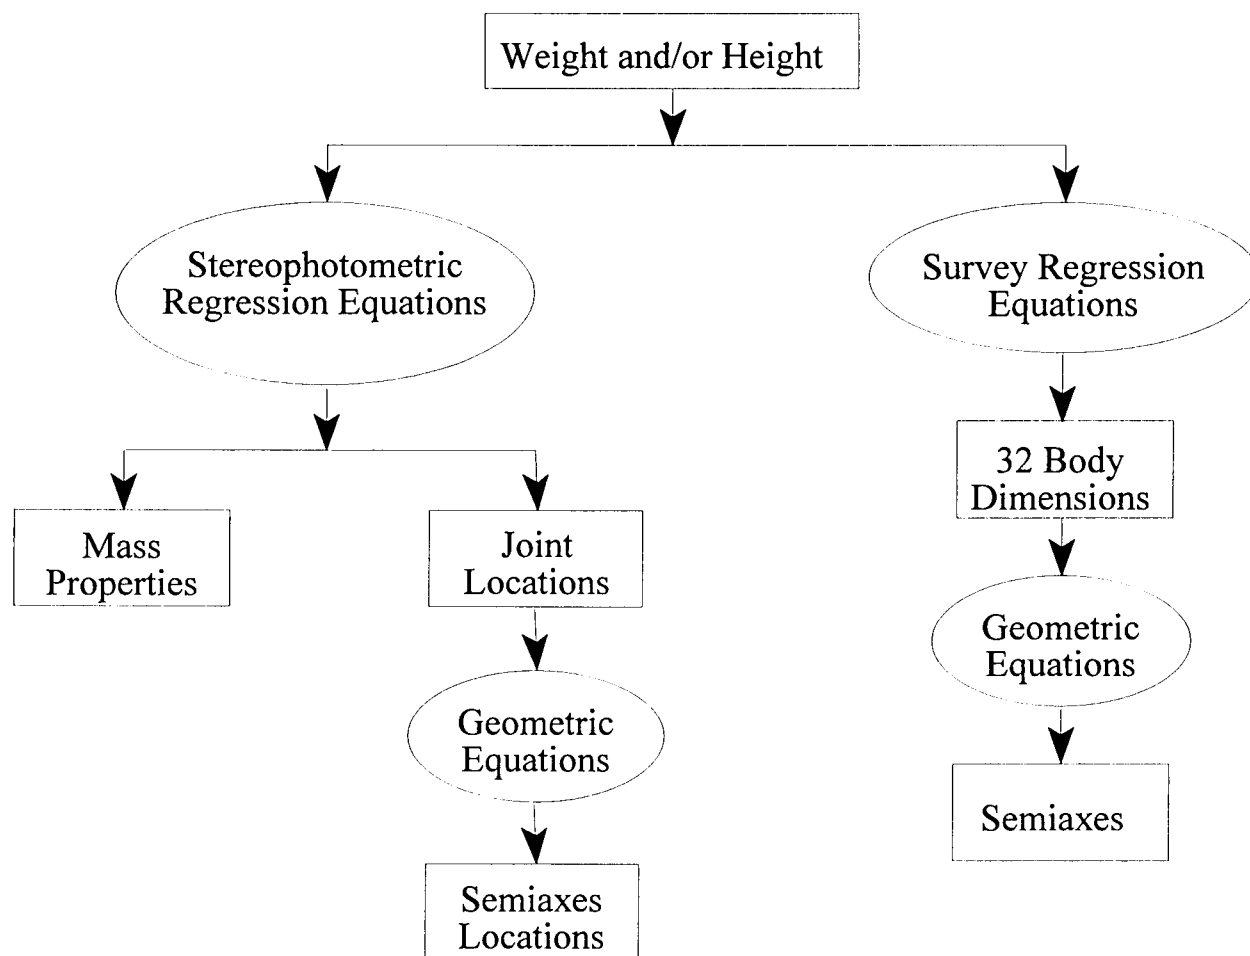 Weight and/or Height
Stereophotometric
Regression Equations
Survey Regression
Equations
32 Body
Dimensions
Mass
Properties
Joint
Locations
Geometric
Equations
Geometric
Equations
Semiaxes
Semiaxes
Locations